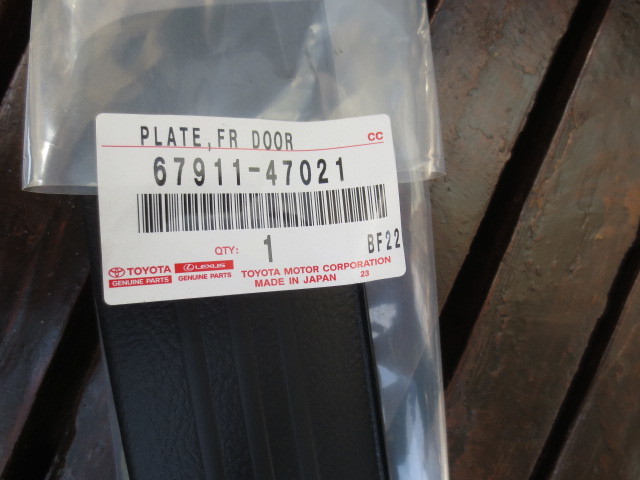 PLATE, FR DOOR CC
67911-47021
QTY: 1 BF22
TOYOTA LEXUS
GENUINE PARTS GENUINE PARTS
TOYOTA MOTOR CORPORATION
MADE IN JAPAN 23